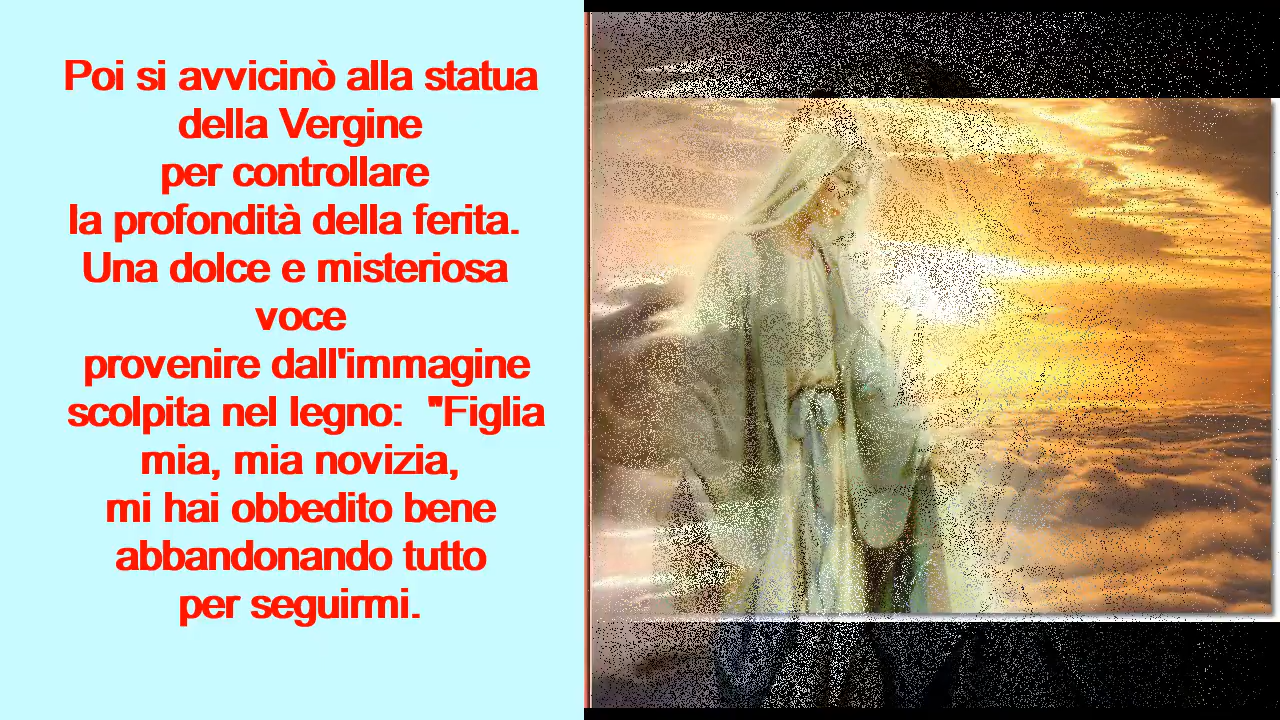 Poi si avvicinò alla statua
della Vergine
per controllare
la profondità della ferita.
Una dolce e misteriosa
voce
provenire dall'immagine
scolpita nel legno: "Figlia
mia, mia novizia,
mi hai obbedito bene
abbandonando tutto
per seguirmi.